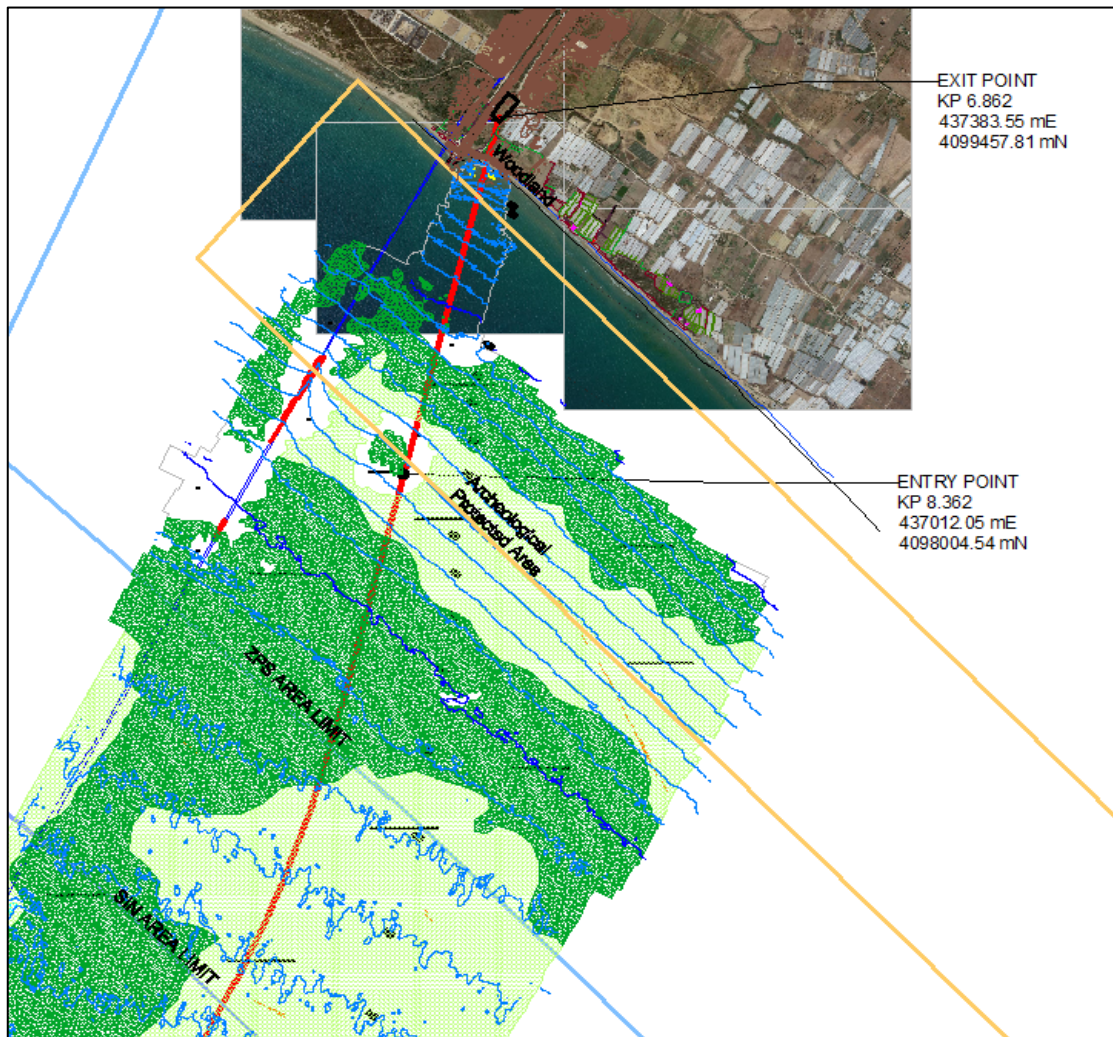 EXIT POINT
KP 6.862
437383.55 mE
4099457.81 mN
Woodland
ENTRY POINT
KP 8.362
437012.05 mE
4098004.54 mN
Archeological
Protected Area
ZPS AREA LIMIT
SIN AREA LIMIT